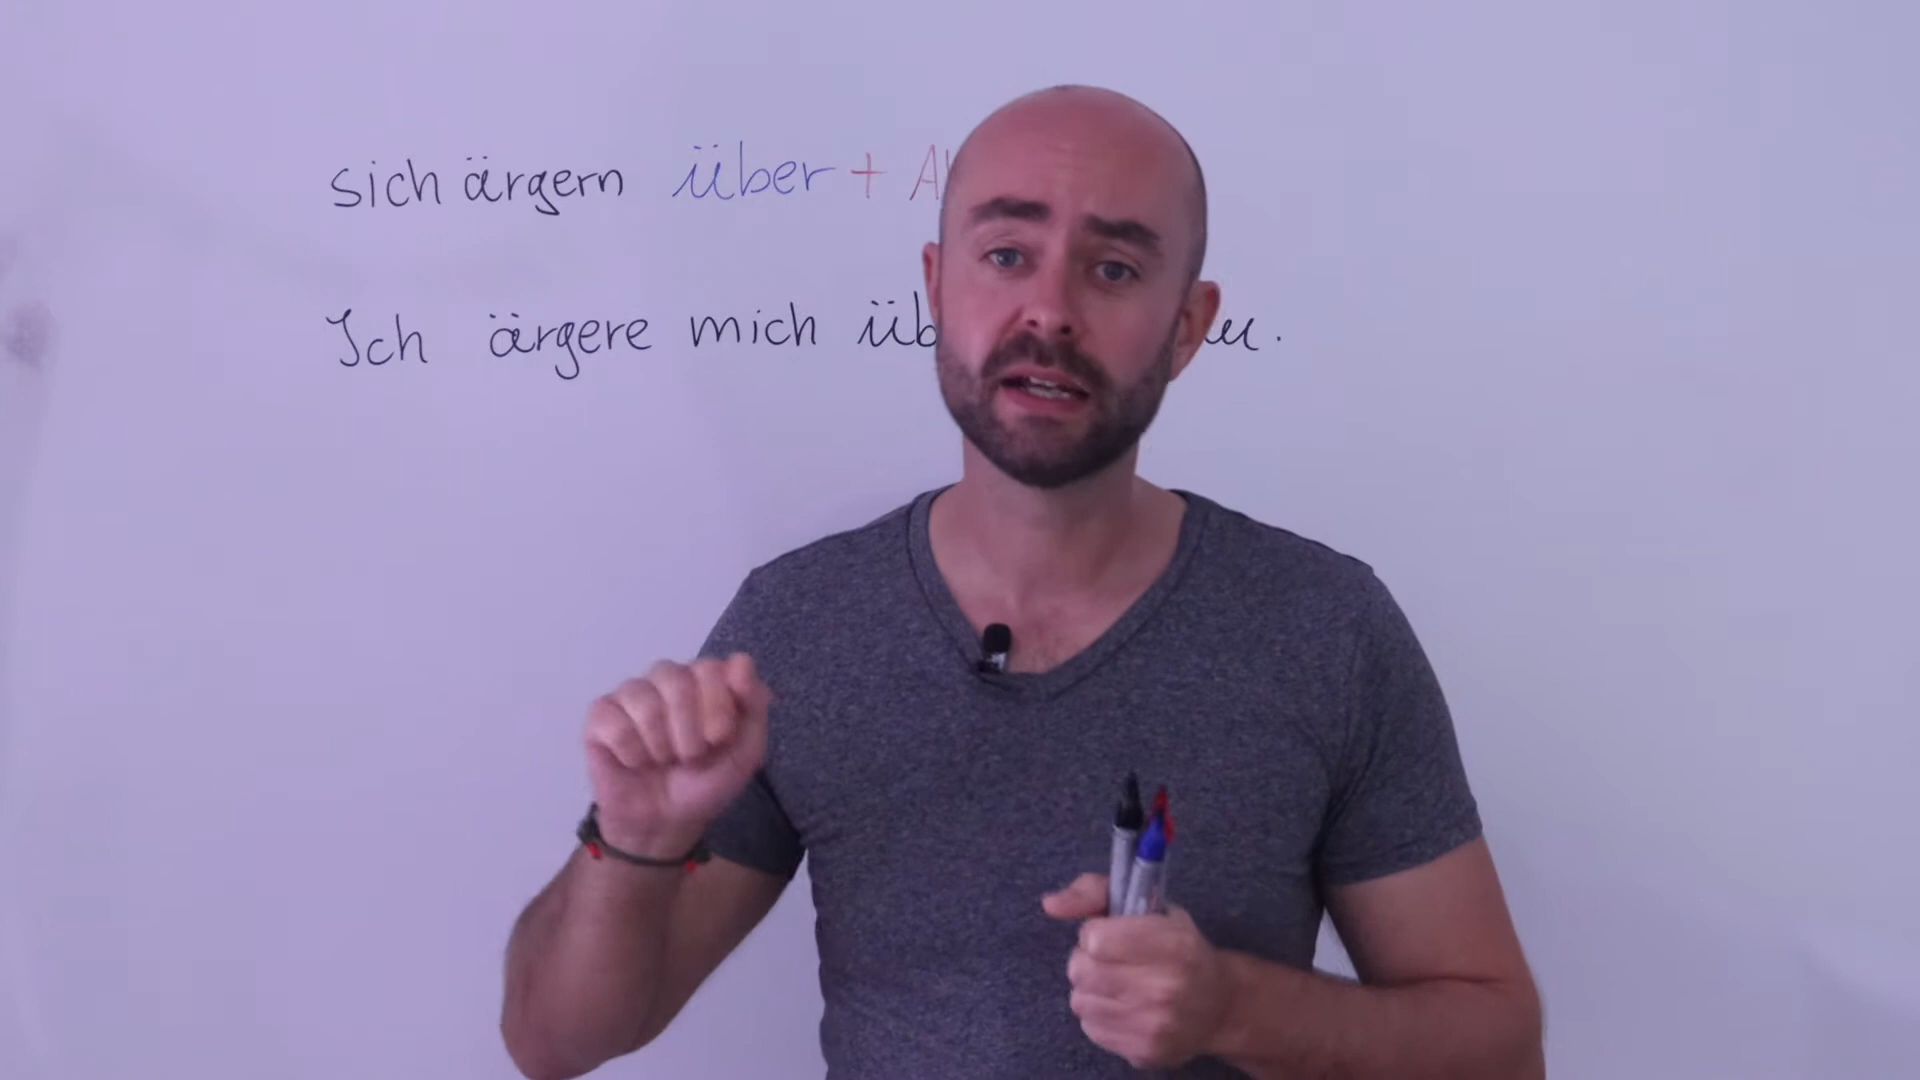 sich ärgern über + A
Ich ärgere mich üb